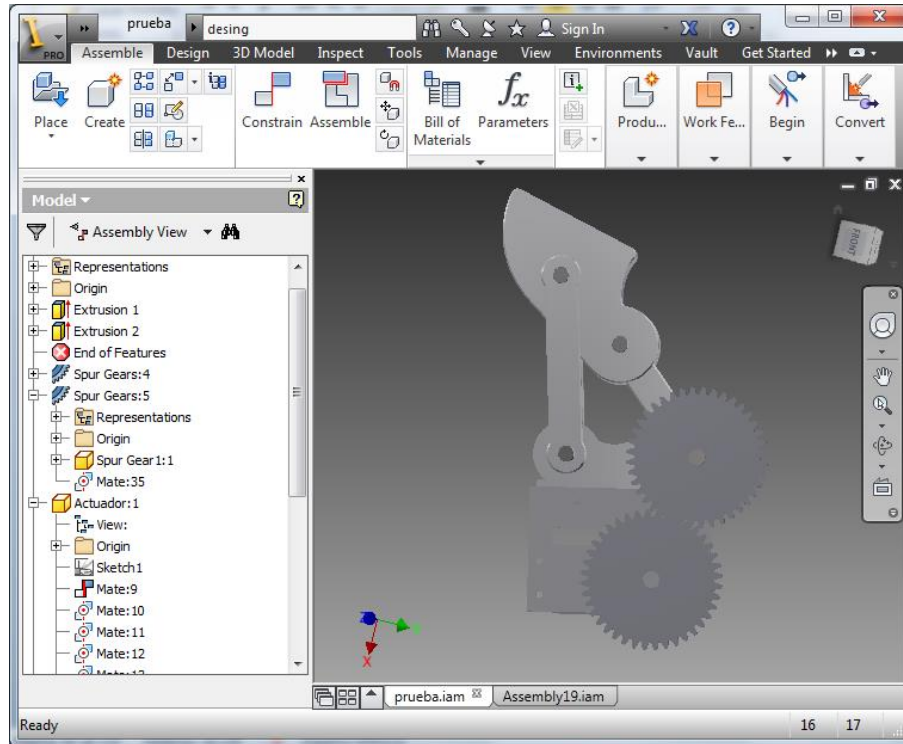 prueba desing Sign In
PRO Assemble Design 3D Model Inspect Tools Manage View Environments Vault Get Started
Place Create Constrain Assemble Bill of Materials fx Parameters Produ... Work Fe... Begin Convert
Model
Assembly View
Representations
Origin
Extrusion 1
Extrusion 2
End of Features
Spur Gears:4
Spur Gears:5
Representations
Origin
Spur Gear1:1
Mate:35
Actuador:1
View:
Origin
Sketch1
Mate:9
Mate:10
Mate:11
Mate:12
FRONT
X
prueba.iam Assembly19.iam
Ready 16 17